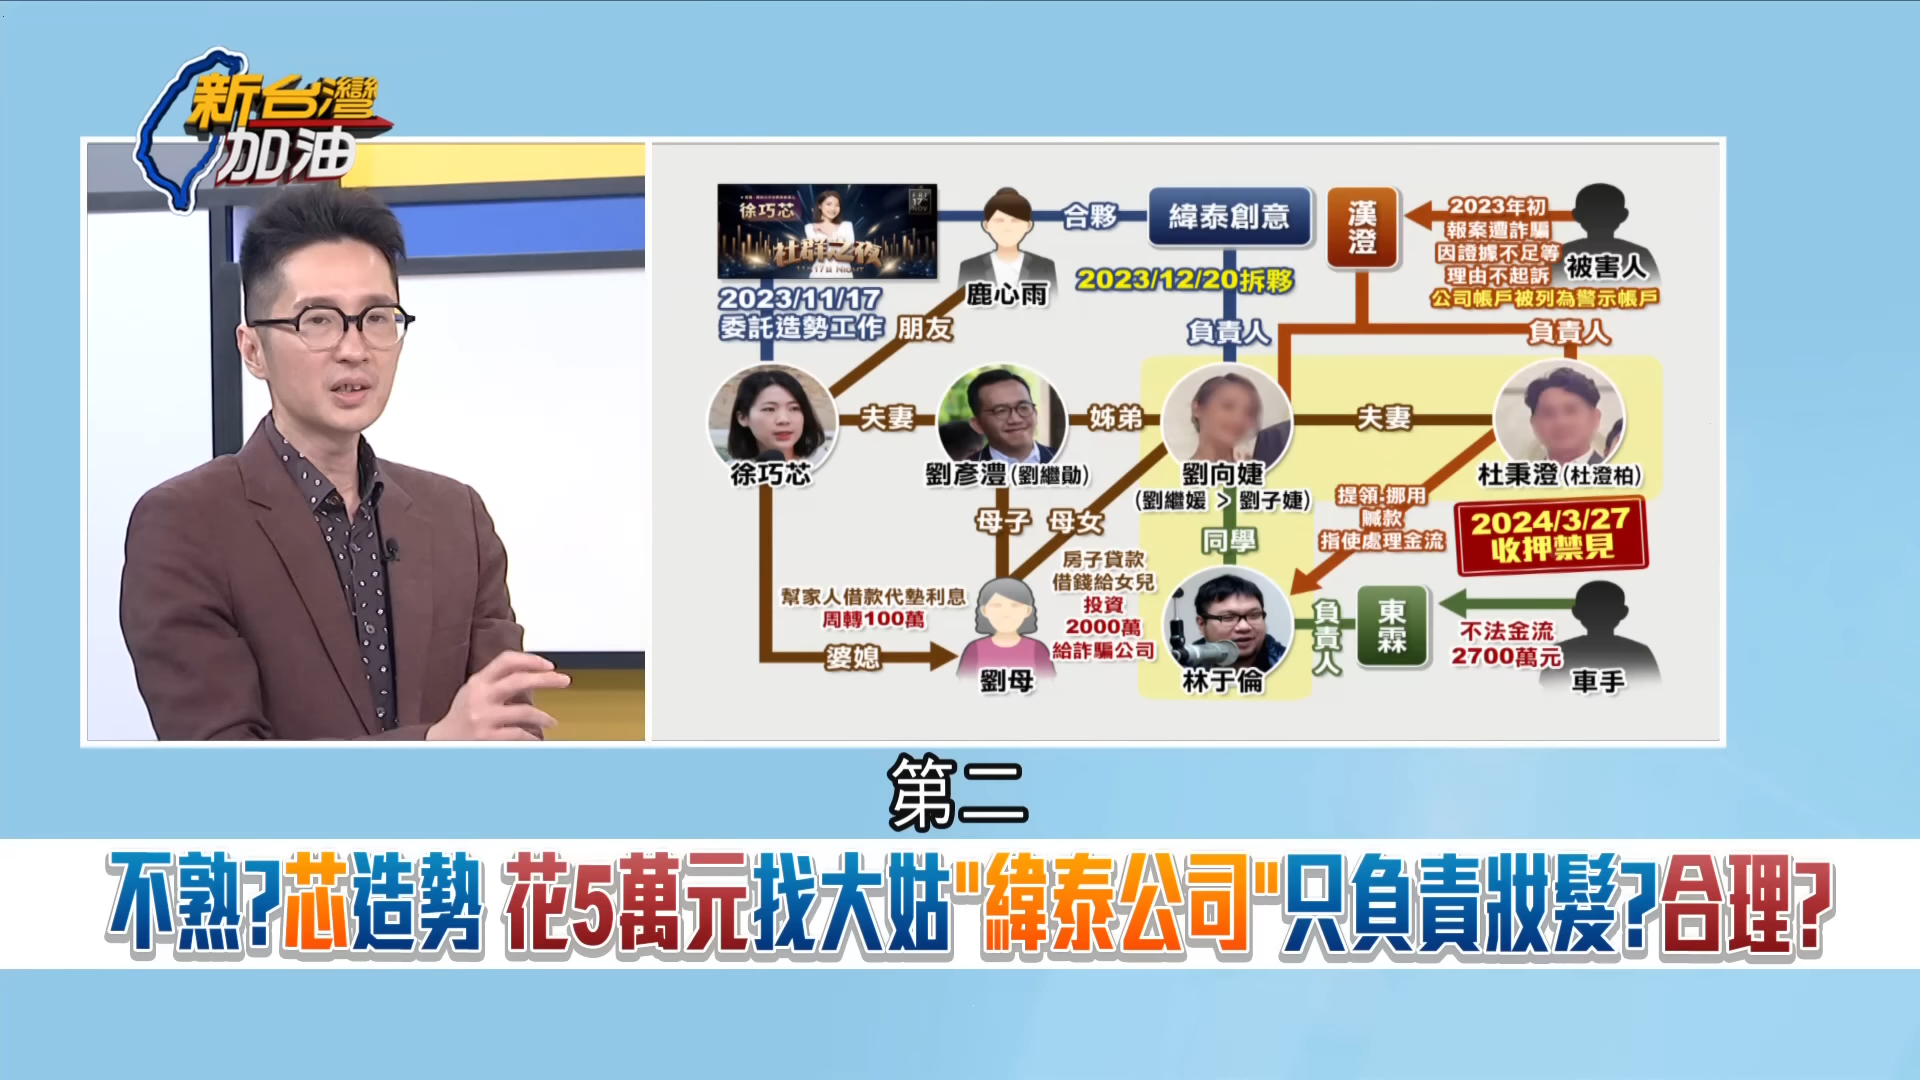 新台灣
加油
徐巧芯
社群之夜
合夥
緯泰創意
漢澄
2023年初
報案遭詐騙
因證據不足等
理由不起訴
公司帳戶被列為警示帳戶
被害人
鹿心雨
2023/12/20拆夥
2023/11/17
委託造勢工作
朋友
負責人
負責人
夫妻
姊弟
夫妻
徐巧芯
劉彥澧(劉繼勛)
劉向婕
(劉繼媛 > 劉子婕)
杜秉澄(杜澄柏)
母子
母女
同學
提領.挪用
贓款
指使處理金流
2024/3/27
收押禁見
幫家人借款代墊利息
周轉100萬
婆媳
房子貸款
借錢給女兒
投資
2000萬
給詐騙公司
劉母
林于倫
負責人
東霖
不法金流
2700萬元
車手
第二
不熟?芯造勢 花5萬元找大姑"緯泰公司"只負責妝髮?合理?